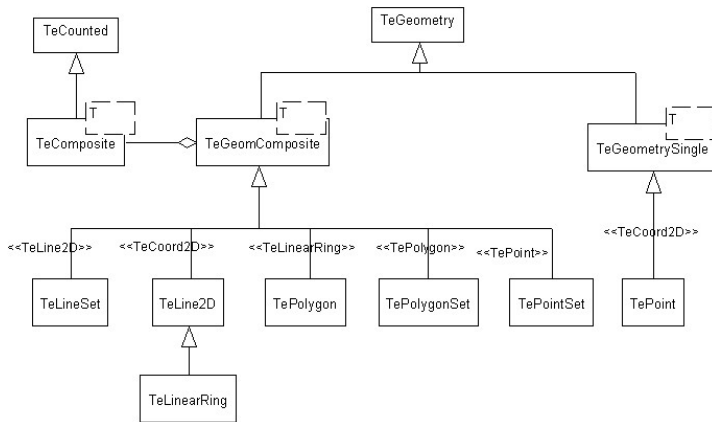 TeGeometry
TeCounted
T
T
T
TeComposite
TeGeomComposite
TeGeometrySingle
<<TeLine2D>>
<<TeCoord2D>>
<<TeLinearRing>>
<<TePolygon>>
<<TePoint>>
<<TeCoord2D>>
TeLineSet
TeLine2D
TePolygon
TePolygonSet
TePointSet
TePoint
TeLinearRing